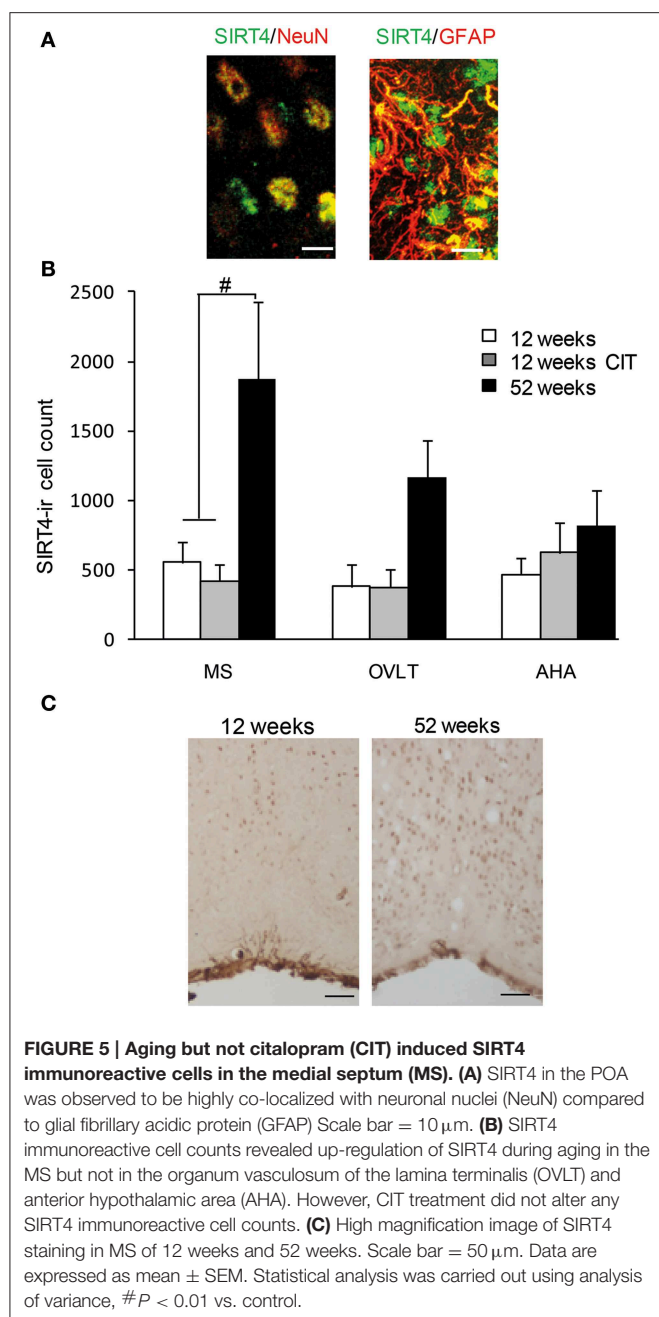 A
SIRT4/NeuN SIRT4/GFAP
B
#
2500
2000
1500
1000
500
0
SIRT4-ir cell count
12 weeks
12 weeks CIT
52 weeks
MS OVLT AHA
C
12 weeks 52 weeks
FIGURE 5 | Aging but not citalopram (CIT) induced SIRT4
immunoreactive cells in the medial septum (MS). (A) SIRT4 in the POA
was observed to be highly co-localized with neuronal nuclei (NeuN) compared
to glial fibrillary acidic protein (GFAP) Scale bar = 10 μm. (B) SIRT4
immunoreactive cell counts revealed up-regulation of SIRT4 during aging in the
MS but not in the organum vasculosum of the lamina terminalis (OVLT) and
anterior hypothalamic area (AHA). However, CIT treatment did not alter any
SIRT4 immunoreactive cell counts. (C) High magnification image of SIRT4
staining in MS of 12 weeks and 52 weeks. Scale bar = 50 μm. Data are
expressed as mean ± SEM. Statistical analysis was carried out using analysis
of variance, #P < 0.01 vs. control.